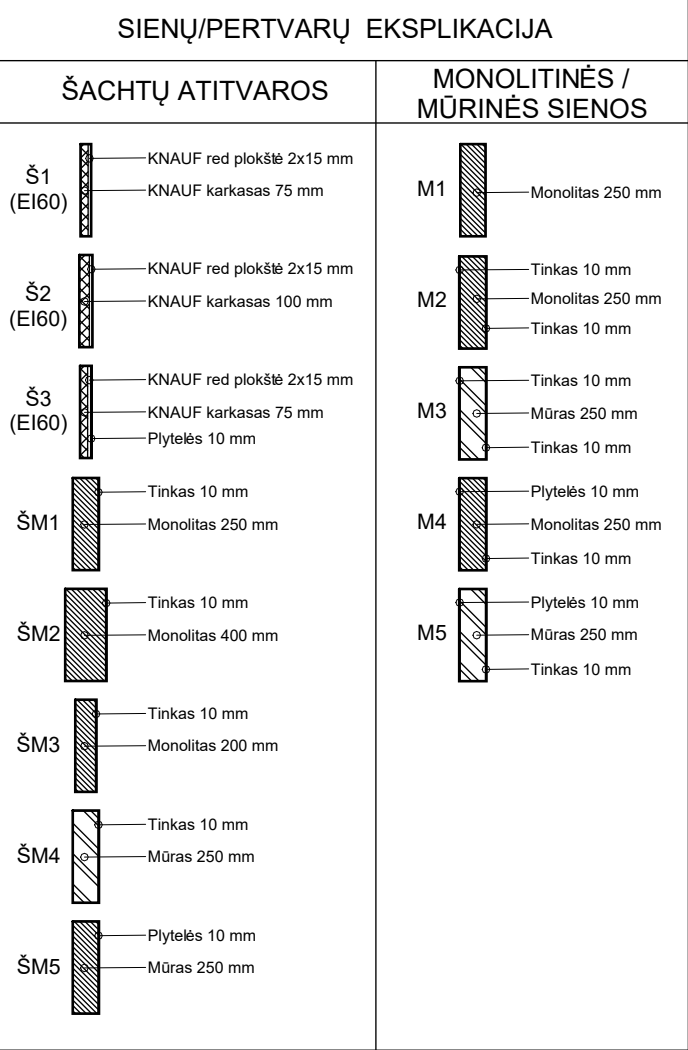 SIENŲ/PERTVARŲ EKSPLIKACIJA
ŠACHTŲ ATITVAROS
Š1
(EI60)
KNAUF red plokštė 2x15 mm
KNAUF karkasas 75 mm
Š2
(EI60)
KNAUF red plokštė 2x15 mm
KNAUF karkasas 100 mm
Š3
(EI60)
KNAUF red plokštė 2x15 mm
KNAUF karkasas 75 mm
Plytelės 10 mm
ŠM1
Tinkas 10 mm
Monolitas 250 mm
ŠM2
Tinkas 10 mm
Monolitas 400 mm
ŠM3
Tinkas 10 mm
Monolitas 200 mm
ŠM4
Tinkas 10 mm
Mūras 250 mm
ŠM5
Plytelės 10 mm
Mūras 250 mm
MONOLITINĖS /
MŪRINĖS SIENOS
M1
Monolitas 250 mm
M2
Tinkas 10 mm
Monolitas 250 mm
Tinkas 10 mm
M3
Tinkas 10 mm
Mūras 250 mm
Tinkas 10 mm
M4
Plytelės 10 mm
Monolitas 250 mm
Tinkas 10 mm
M5
Plytelės 10 mm
Mūras 250 mm
Tinkas 10 mm